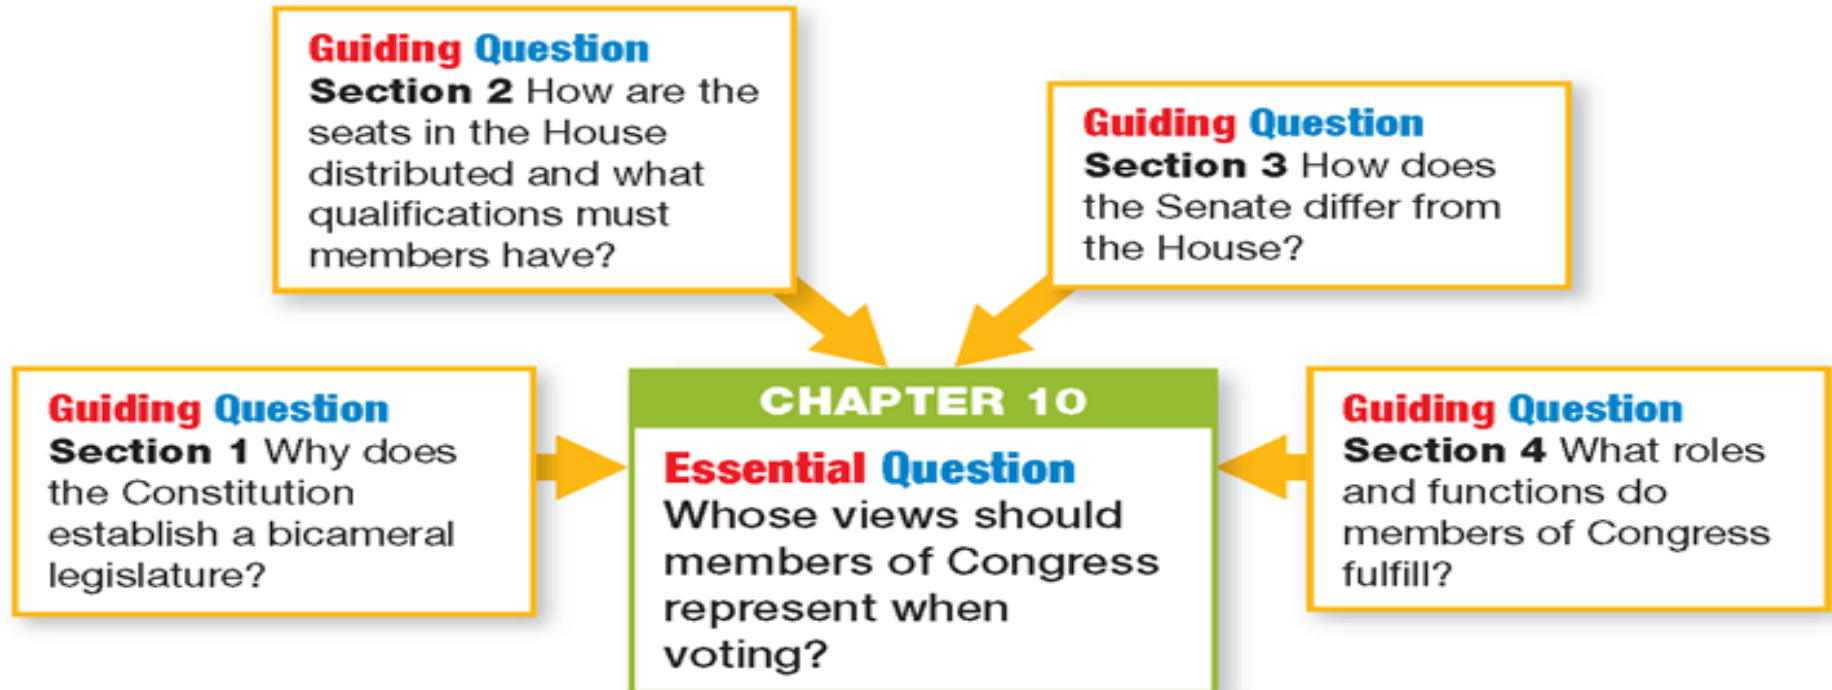 Guiding Question
Section 2 How are the
seats in the House
distributed and what
qualifications must
members have?
Guiding Question
Section 3 How does
the Senate differ from
the House?
Guiding Question
Section 1 Why does
the Constitution
establish a bicameral
legislature?
CHAPTER 10
Essential Question
Whose views should
members of Congress
represent when
voting?
Guiding Question
Section 4 What roles
and functions do
members of Congress
fulfill?